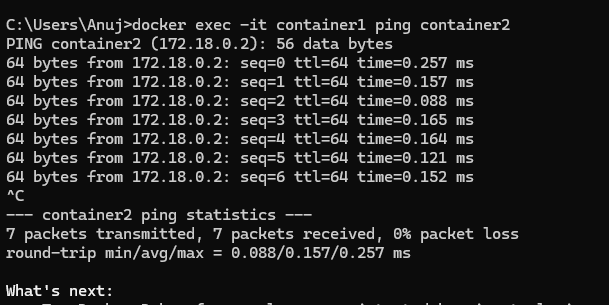 C:\Users\Anuj>docker exec -it container1 ping container2
PING container2 (172.18.0.2): 56 data bytes
64 bytes from 172.18.0.2: seq=0 ttl=64 time=0.257 ms
64 bytes from 172.18.0.2: seq=1 ttl=64 time=0.157 ms
64 bytes from 172.18.0.2: seq=2 ttl=64 time=0.088 ms
64 bytes from 172.18.0.2: seq=3 ttl=64 time=0.165 ms
64 bytes from 172.18.0.2: seq=4 ttl=64 time=0.164 ms
64 bytes from 172.18.0.2: seq=5 ttl=64 time=0.121 ms
64 bytes from 172.18.0.2: seq=6 ttl=64 time=0.152 ms
^C
--- container2 ping statistics ---
7 packets transmitted, 7 packets received, 0% packet loss
round-trip min/avg/max = 0.088/0.157/0.257 ms
What's next: